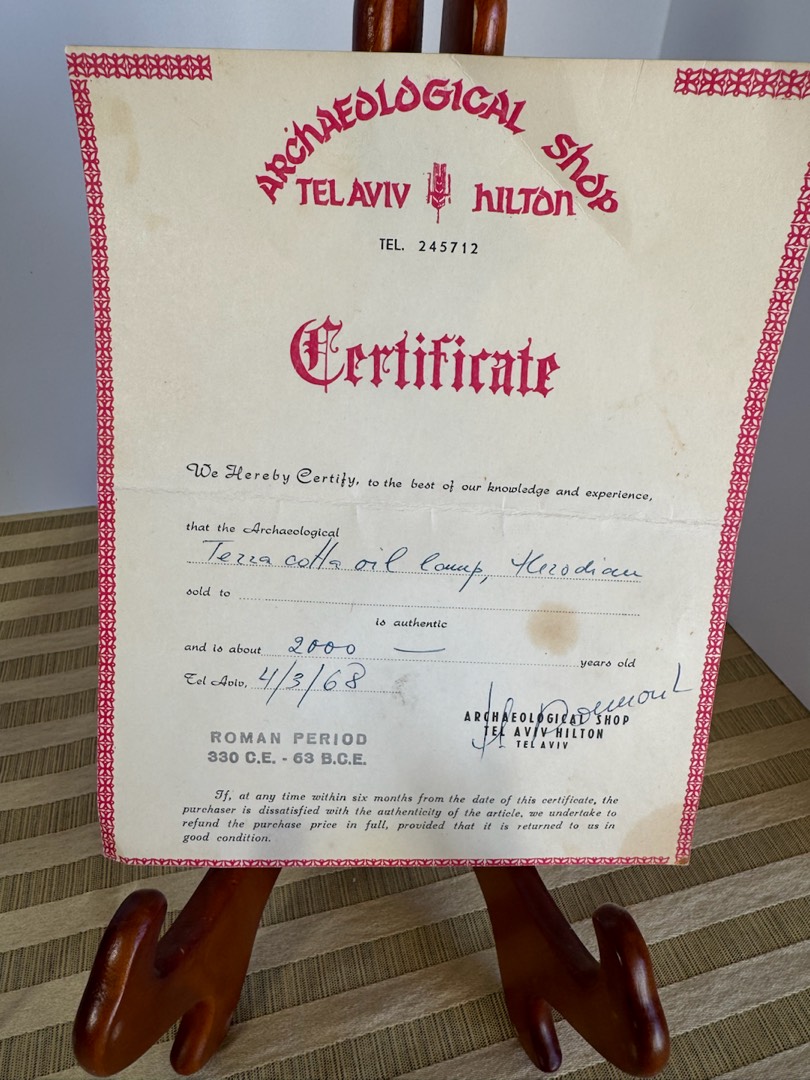 ARCHAEOLOGICAL SHOP
TEL AVIV HILTON
TEL. 245712
Certificate
We Hereby Certify, to the best of our knowledge and experience,
that the Archaeological
Terra cotta oil lamp, Herodian
sold to
is authentic
and is about 2000 — years old
Tel Aviv, 4/3/68
ARCHAEOLOGICAL SHOP
TEL AVIV HILTON
TEL AVIV
ROMAN PERIOD
330 C.E. - 63 B.C.E.
If, at any time within six months from the date of this certificate, the
purchaser is dissatisfied with the authenticity of the article, we undertake to
refund the purchase price in full, provided that it is returned to us in
good condition.